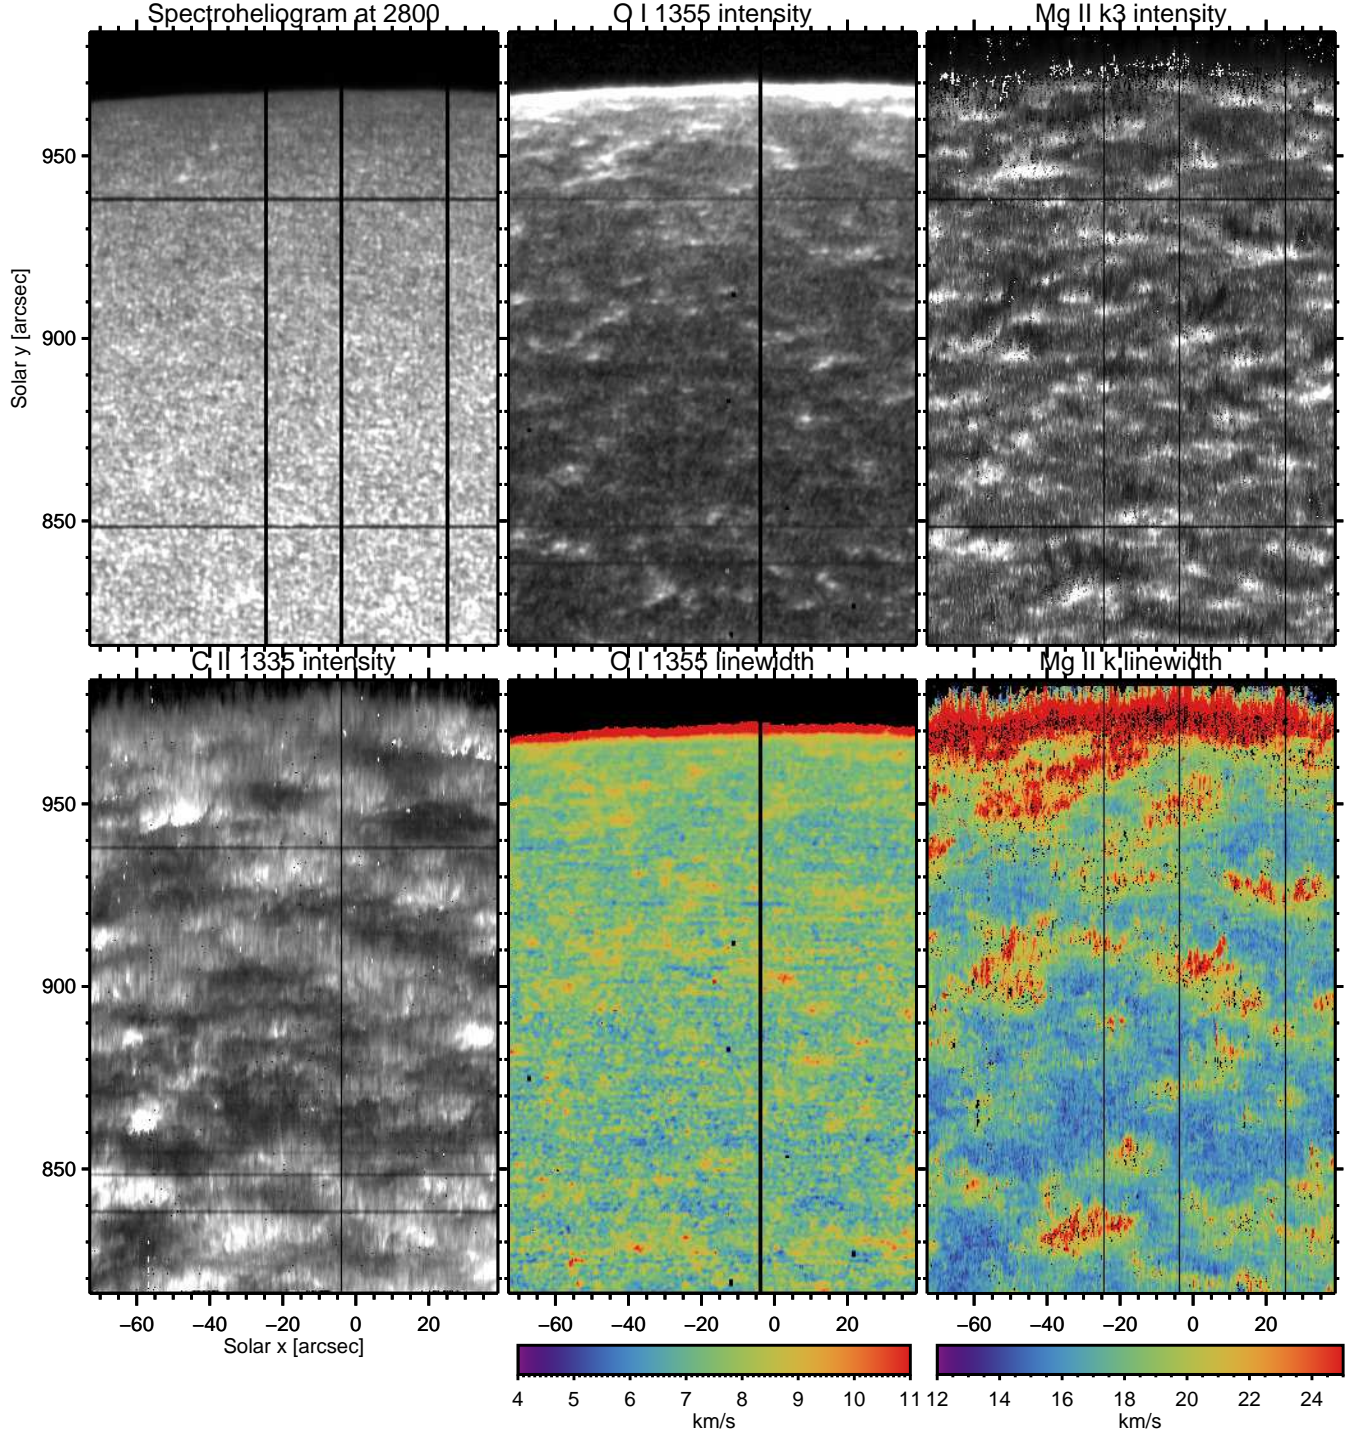 Spectroheliogram at 2800
O I 1355 intensity
Mg II k3 intensity
950
900
850
Solar y [arcsec]
C II 1335 intensity
O I 1355 linewidth
Mg II k linewidth
950
900
850
−60 −40 −20 0 20
−60 −40 −20 0 20
−60 −40 −20 0 20
Solar x [arcsec]
4 5 6 7 8 9 10 11
km/s
12 14 16 18 20 22 24
km/s